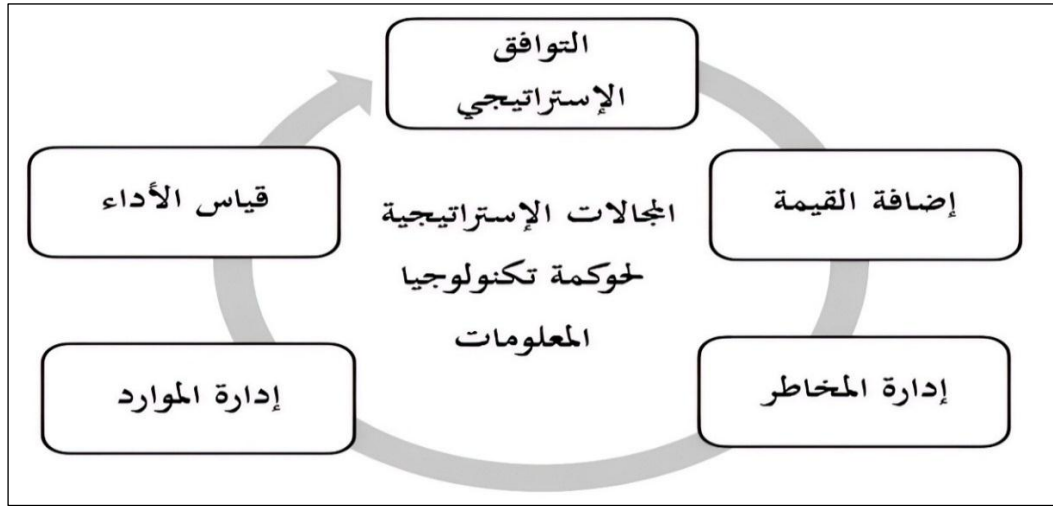 التوافق
الإستراتيجي
إضافة القيمة
إدارة المخاطر
إدارة الموارد
قياس الأداء
المجالات الإستراتيجية
لحوكمة تكنولوجيا
المعلومات